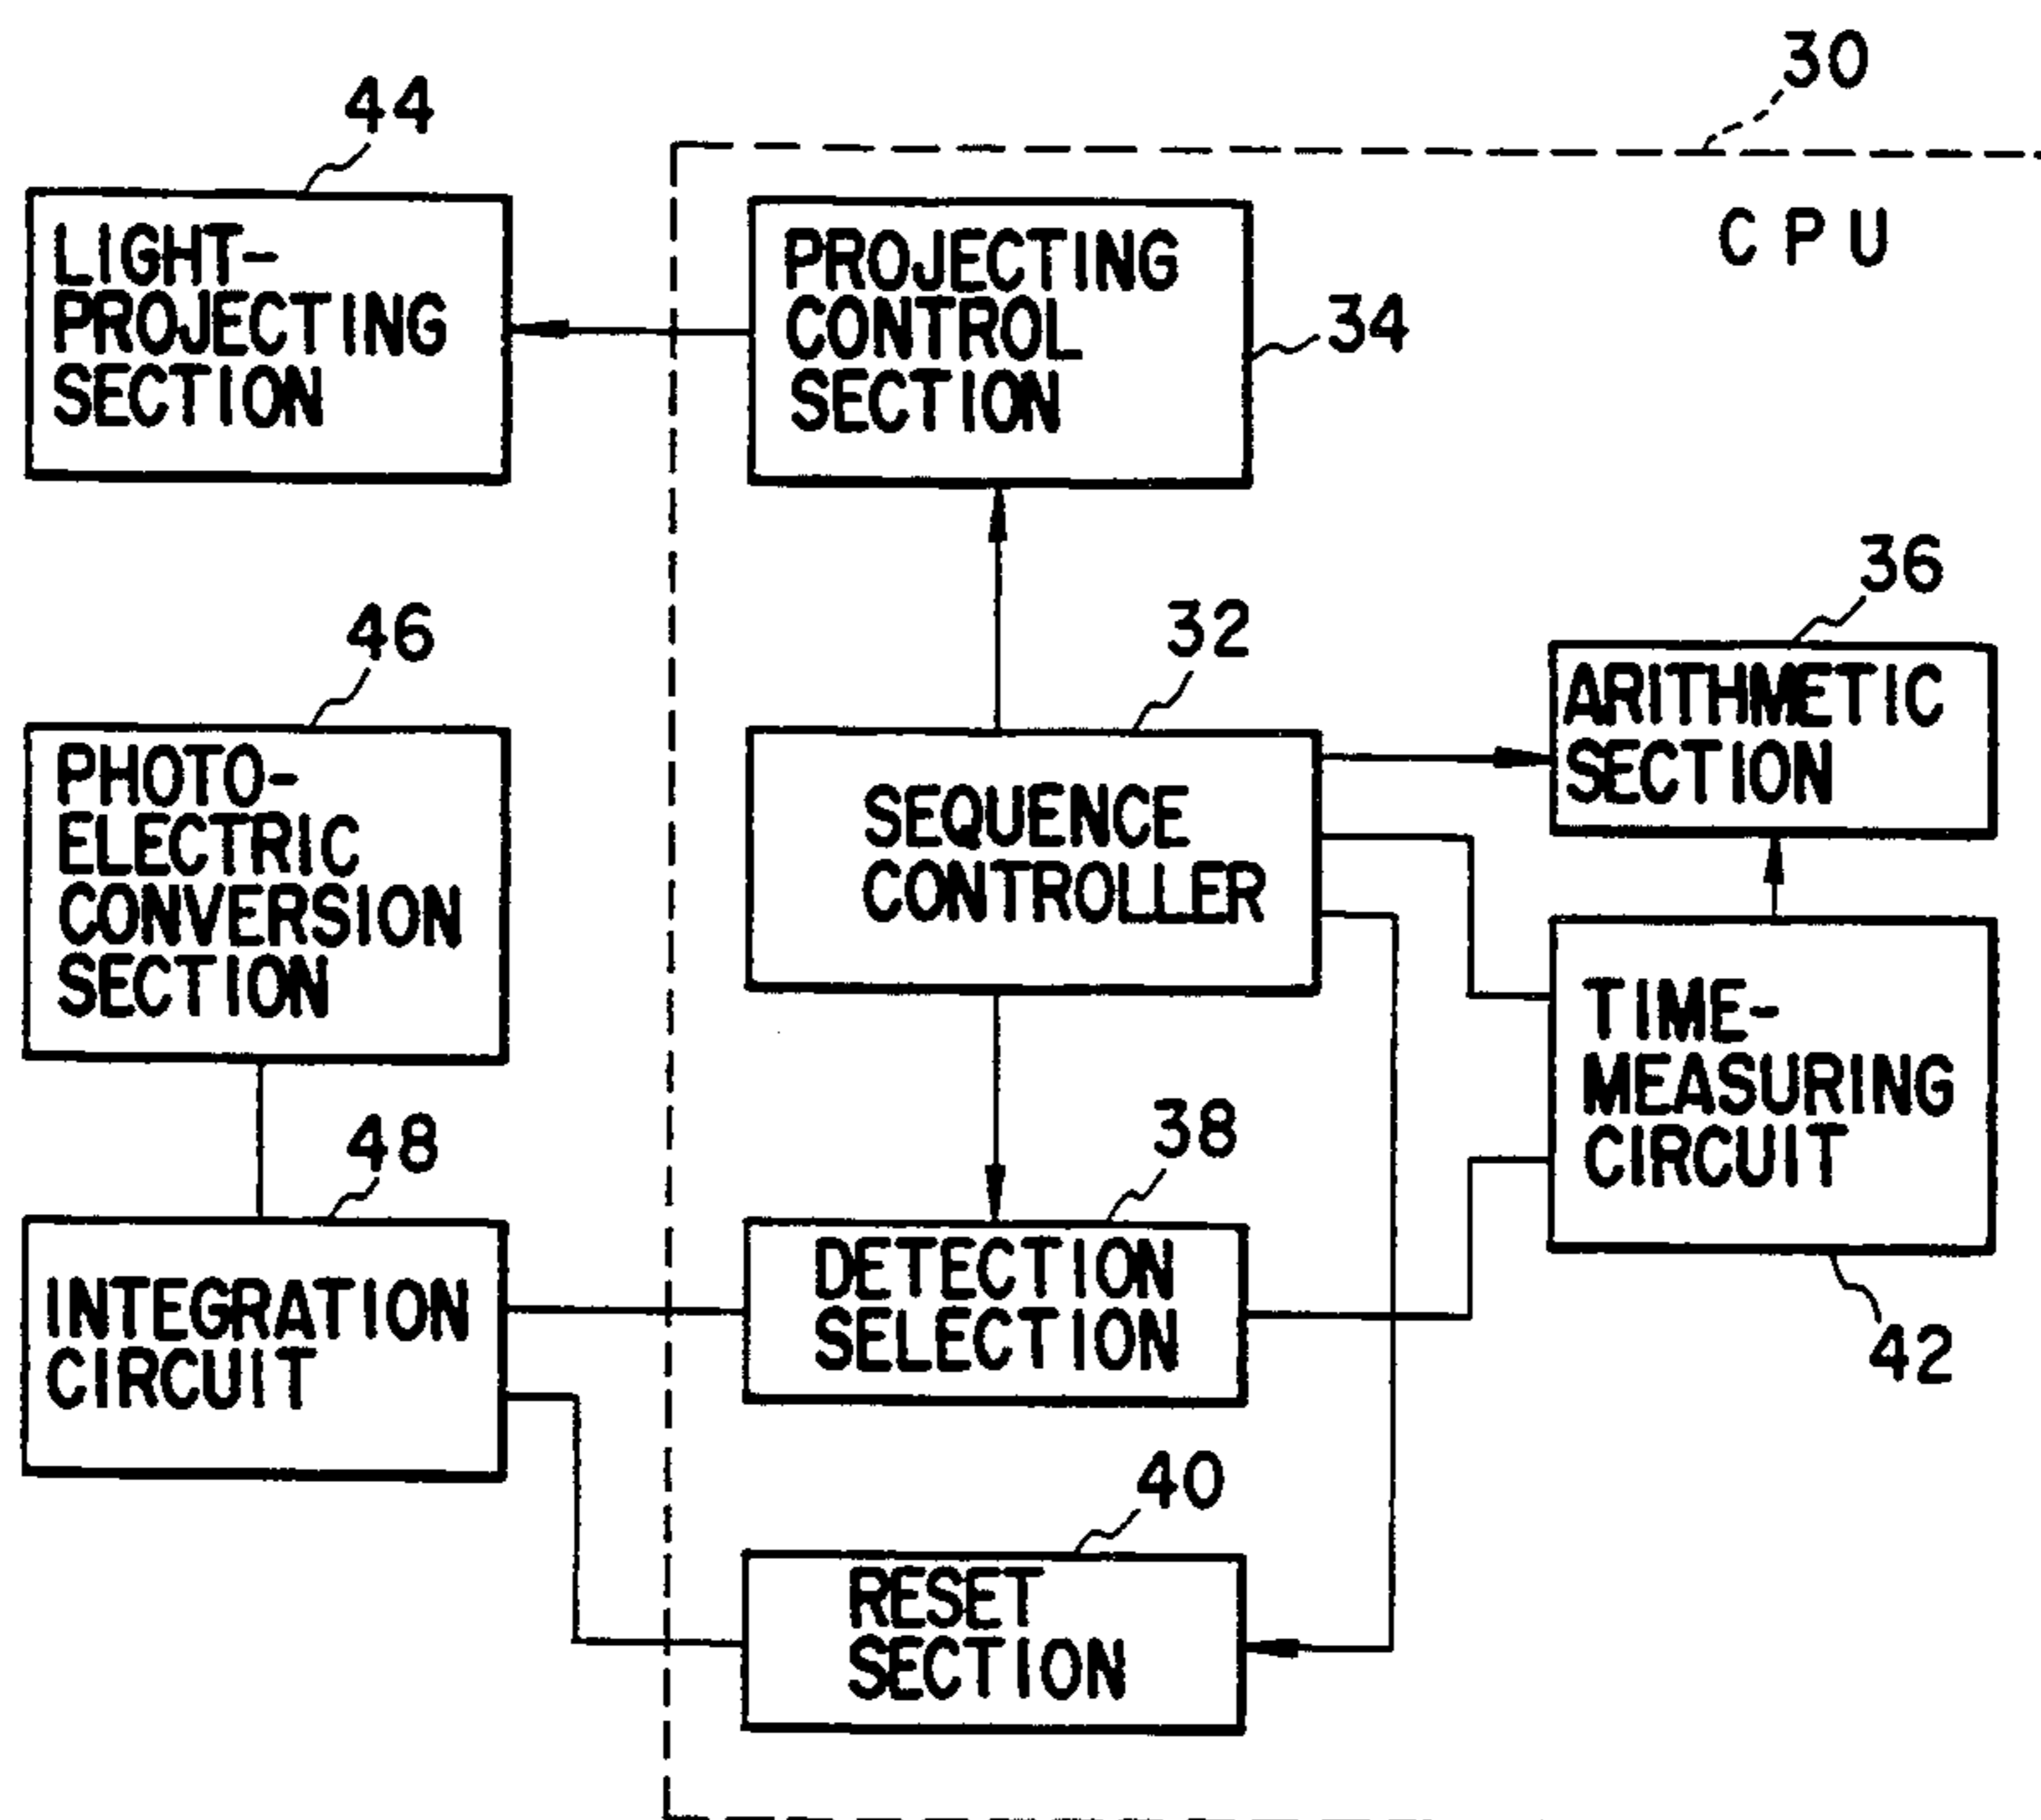 30
CPU
44
LIGHT-
PROJECTING
SECTION
PROJECTING
CONTROL
SECTION
34
46
PHOTO-
ELECTRIC
CONVERSION
SECTION
32
SEQUENCE
CONTROLLER
36
ARITHMETIC
SECTION
TIME-
MEASURING
CIRCUIT
42
48
INTEGRATION
CIRCUIT
38
DETECTION
SELECTION
40
RESET
SECTION